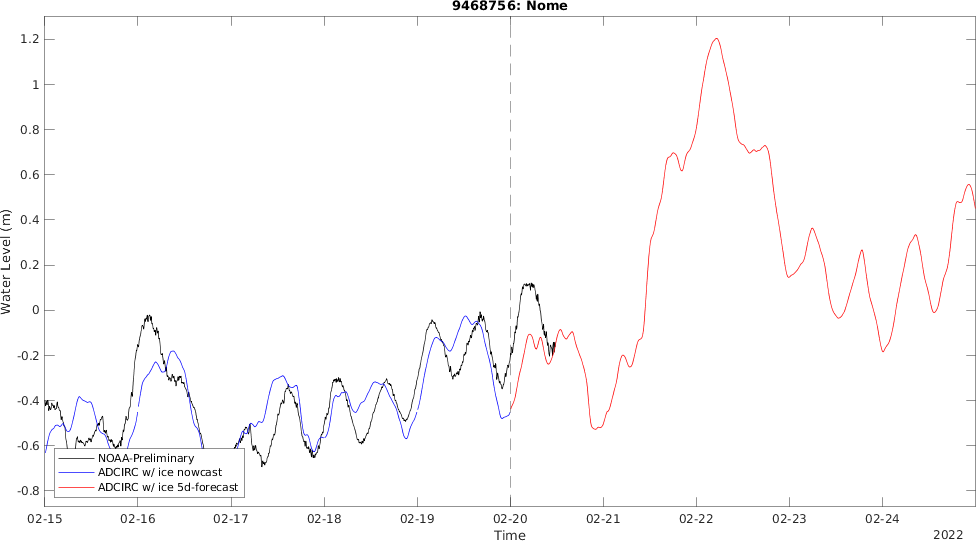 9468756: Nome
1.2
1
0.8
0.6
0.4
0.2
0
-0.2
-0.4
-0.6
-0.8
Water Level (m)
NOAA-Preliminary
ADCIRC w/ ice nowcast
ADCIRC w/ ice 5d-forecast
02-15 02-16 02-17 02-18 02-19 02-20 02-21 02-22 02-23 02-24
Time
2022